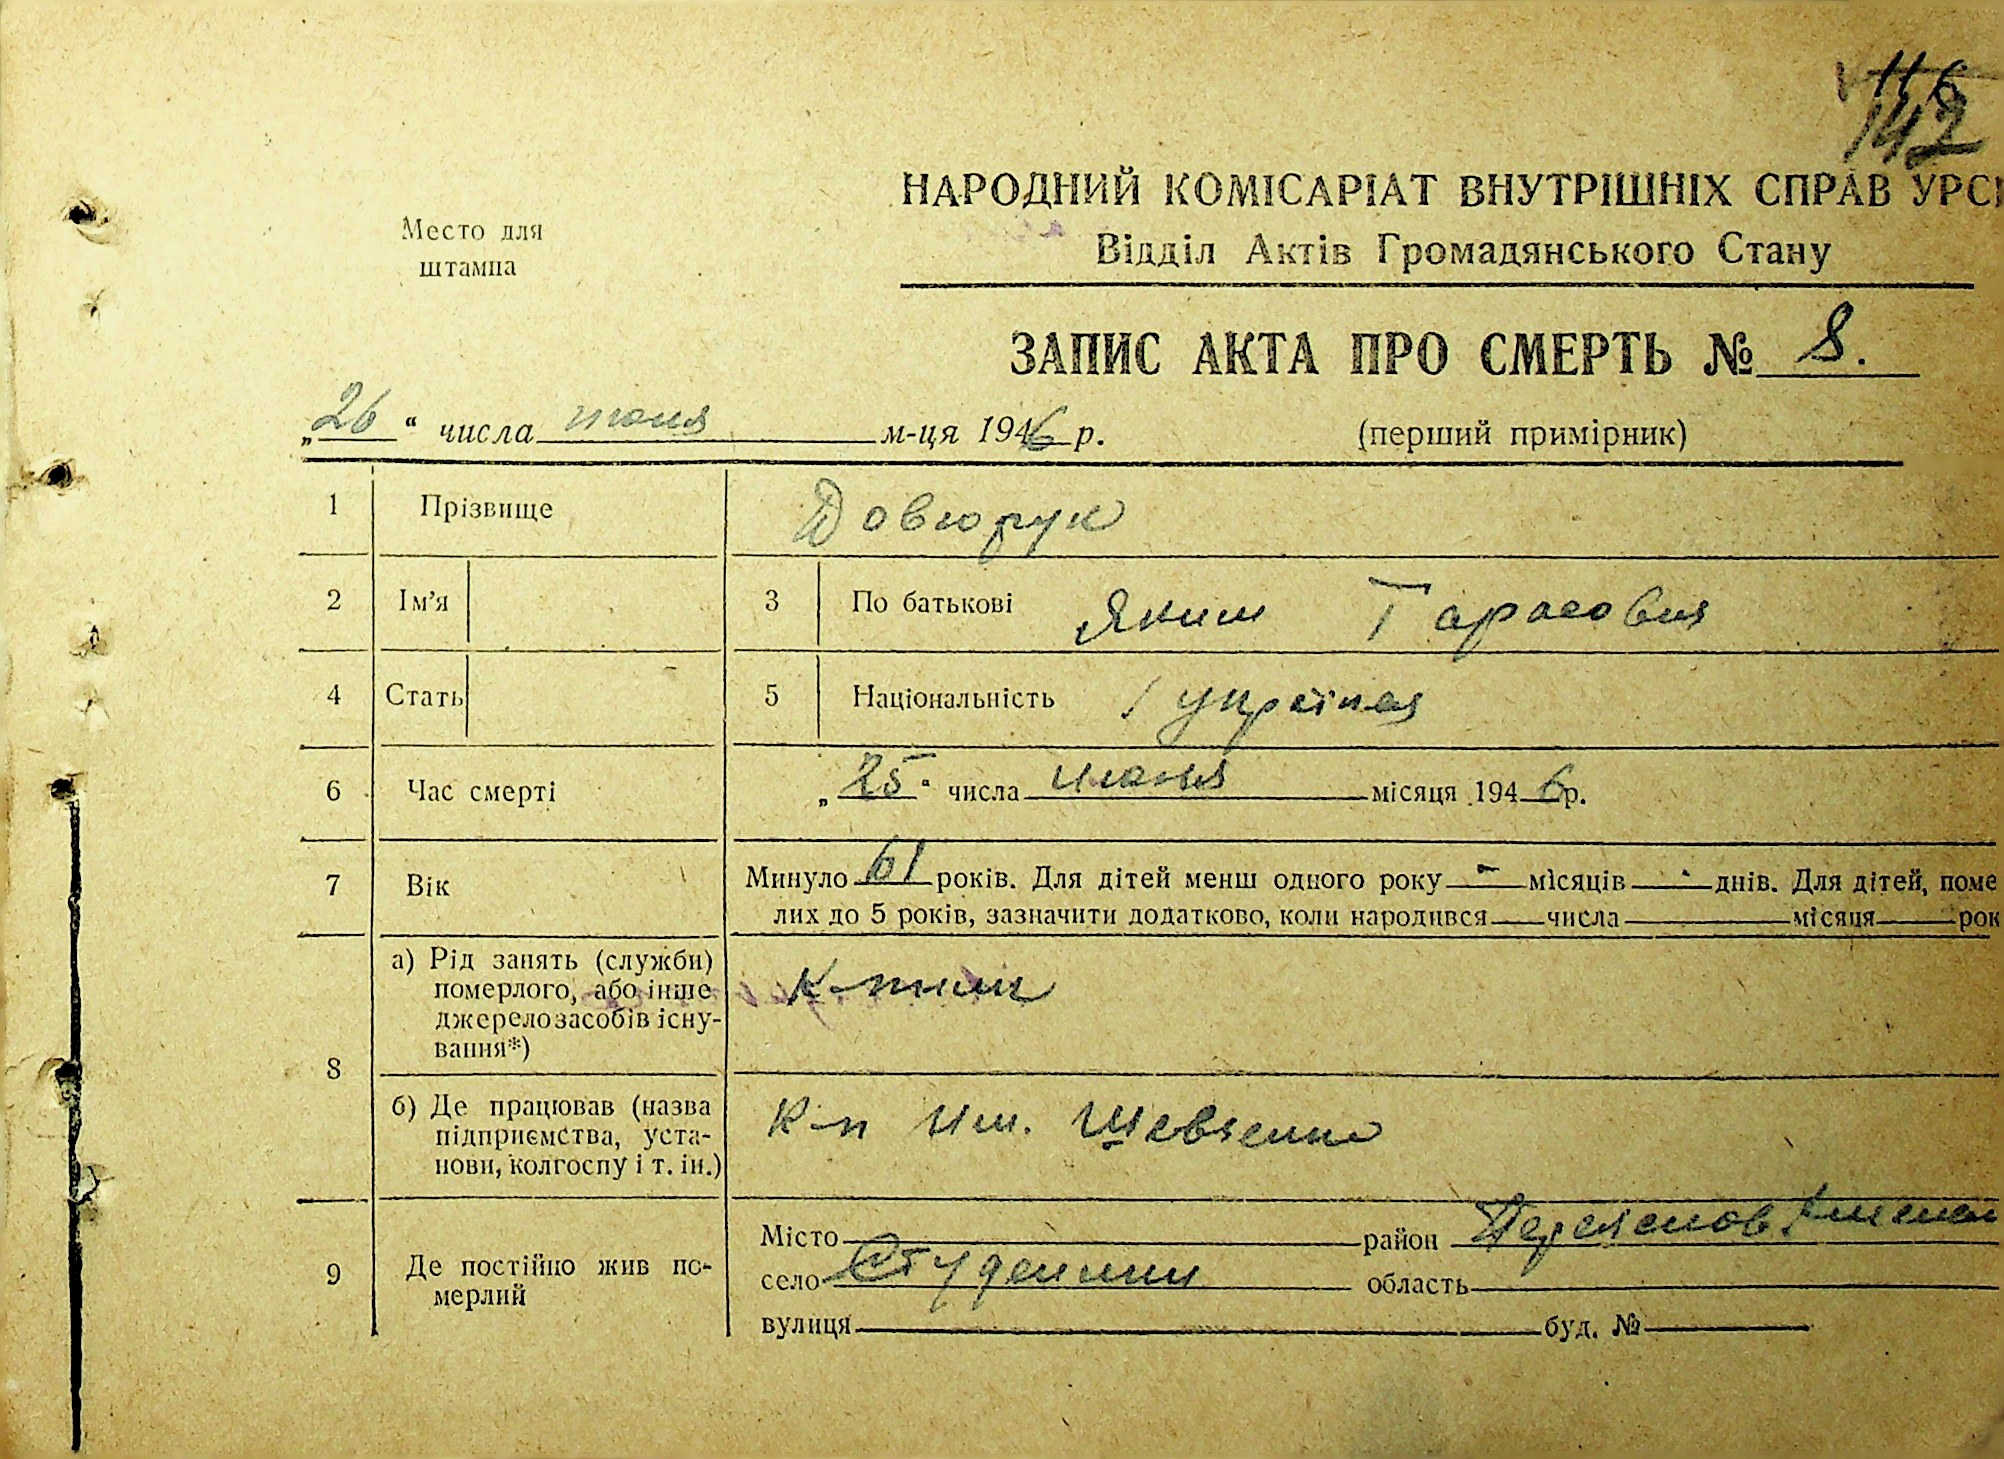 116
142
НАРОДНИЙ КОМІСАРІАТ ВНУТРІШНІХ СПРАВ УРСР
Место для
штампа
Відділ Актів Громадянського Стану
ЗАПИС АКТА ПРО СМЕРТЬ № 8.
„26“ числа июня м-ця 1946 р. (перший примірник)
1 Прізвище Довгорук
2 Ім’я 3 По батькові Яким Тарасович
4 Стать 5 Національність україн
6 Час смерті „25“ числа июня місяця 1946 р.
7 Вік Минуло 61 років. Для дітей менш одного року - місяців - днів. Для дітей, поме
лих до 5 років, зазначити додатково, коли народився числа місяця рок
8 а) Рід занять (служби) померлого, або інше джерело засобів існування*) К-пник
б) Де працював (назва підприємства, установи, колгоспу і т. ін.) К-п Им. Шевченко
9 Де постійно жив померлий
Місто район
село Студеники область
вулиця буд. №